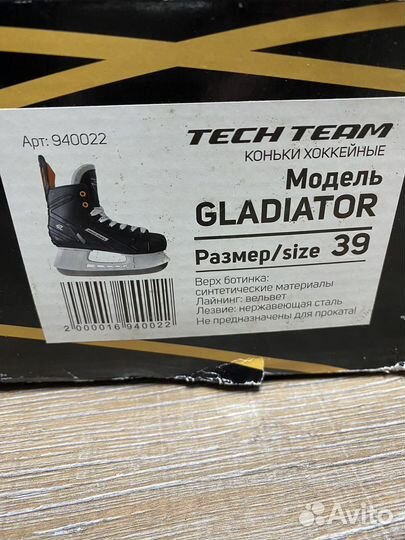 Арт: 940022
TECH TEAM
КОНЬКИ ХОККЕЙНЫЕ
Модель
GLADIATOR
Размер/size 39
Верх ботинка:
синтетические материалы
Лайнинг: вельвет
Лезвие: нержавеющая сталь
Не предназначены для проката!
2 000016 940022
Avito